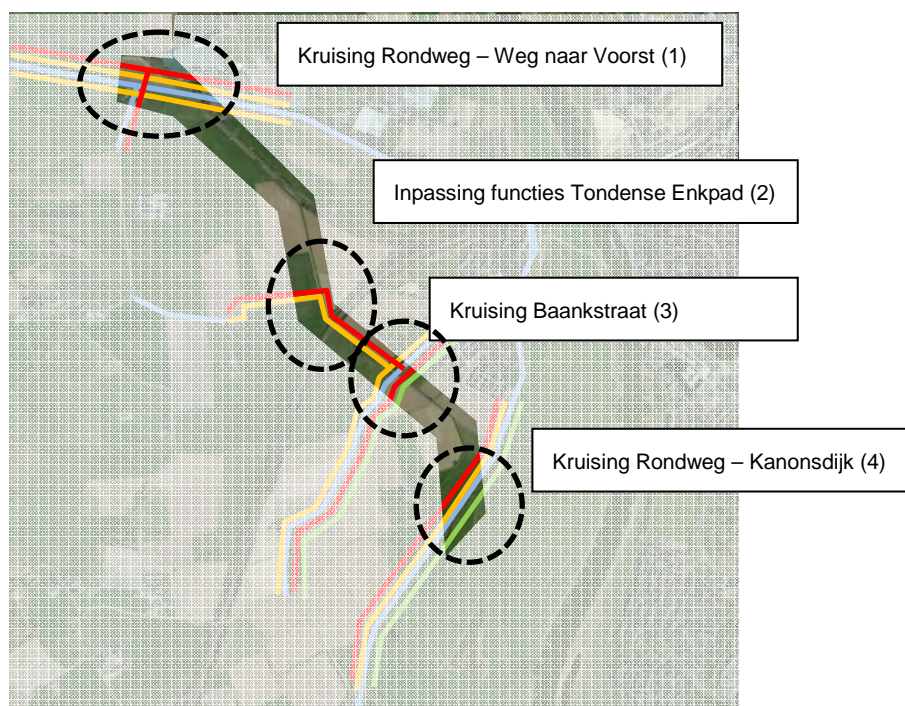 Kruising Rondweg – Weg naar Voorst (1)
Inpassing functies Tondense Enkpad (2)
Kruising Baankstraat (3)
Kruising Rondweg – Kanonsdijk (4)